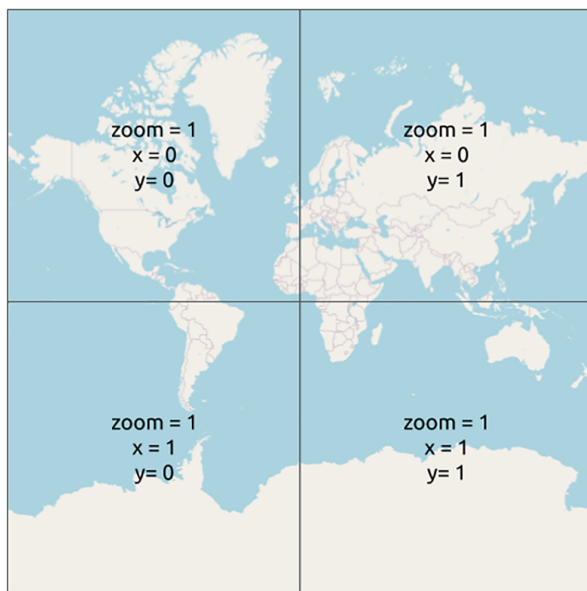 zoom = 1
x = 0
y= 0
zoom = 1
x = 0
y= 1
zoom = 1
x = 1
y= 0
zoom = 1
x = 1
y= 1